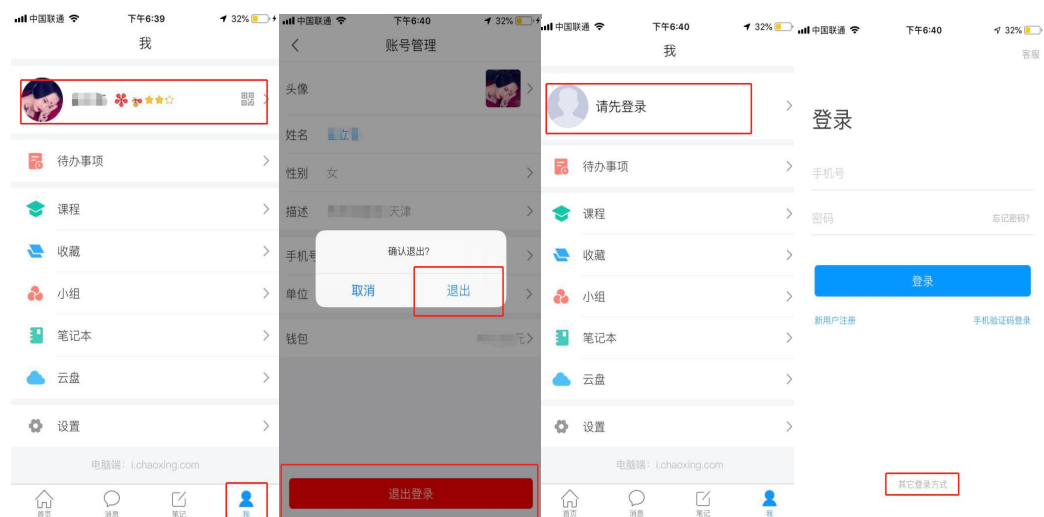 中国联通 下午6:39 32%
我
待办事项
课程
收藏
小组
笔记本
云盘
设置
电脑端：i.chaoxing.com
首页 消息 笔记 我
中国联通 下午6:40 32%
账号管理
头像
姓名
性别 女
描述 天津
手机号
确认退出?
取消 退出
单位
钱包 元
退出登录
中国联通 下午6:40 32%
我
请先登录
待办事项
课程
收藏
小组
笔记本
云盘
设置
电脑端：i.chaoxing.com
首页 消息 笔记 我
中国联通 下午6:40 32%
客服
登录
手机号
密码 忘记密码?
登录
新用户注册 手机验证码登录
其它登录方式